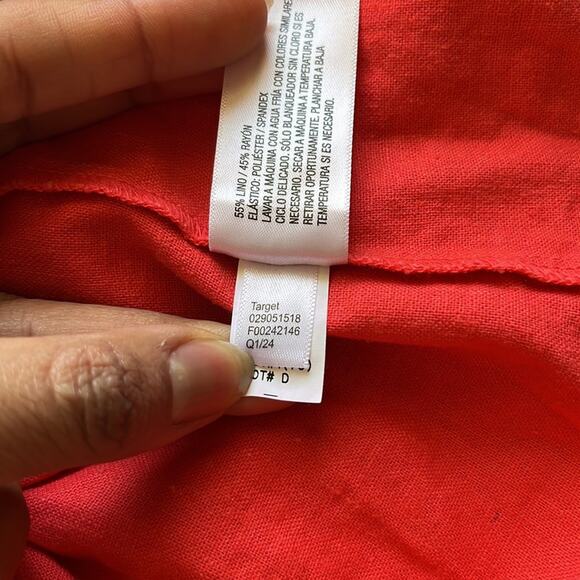 55% LINO / 45% RAYÓN
ELÁSTICO: POLIÉSTER / SPANDEX
LAVAR A MÁQUINA CON AGUA FRÍA CON COLORES SIMILARES
CICLO DELICADO. SÓLO BLANQUEADOR SIN CLORO SI ES
NECESARIO. SECAR A MÁQUINA A TEMPERATURA BAJA.
RETIRAR OPORTUNAMENTE. PLANCHAR A BAJA
TEMPERATURA SI ES NECESARIO.
Target
029051518
F00242146
Q1/24
OT# D